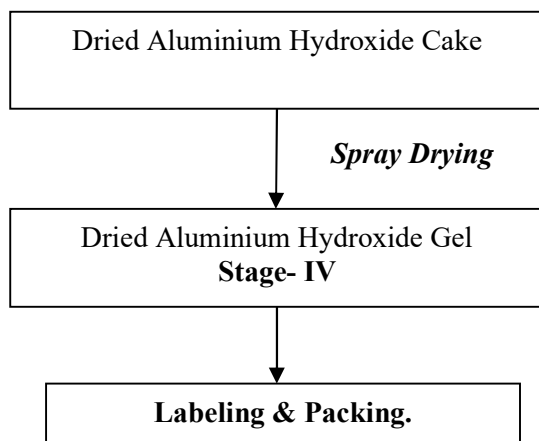 Dried Aluminium Hydroxide Cake
Spray Drying
Dried Aluminium Hydroxide Gel
Stage- IV
Labeling & Packing.